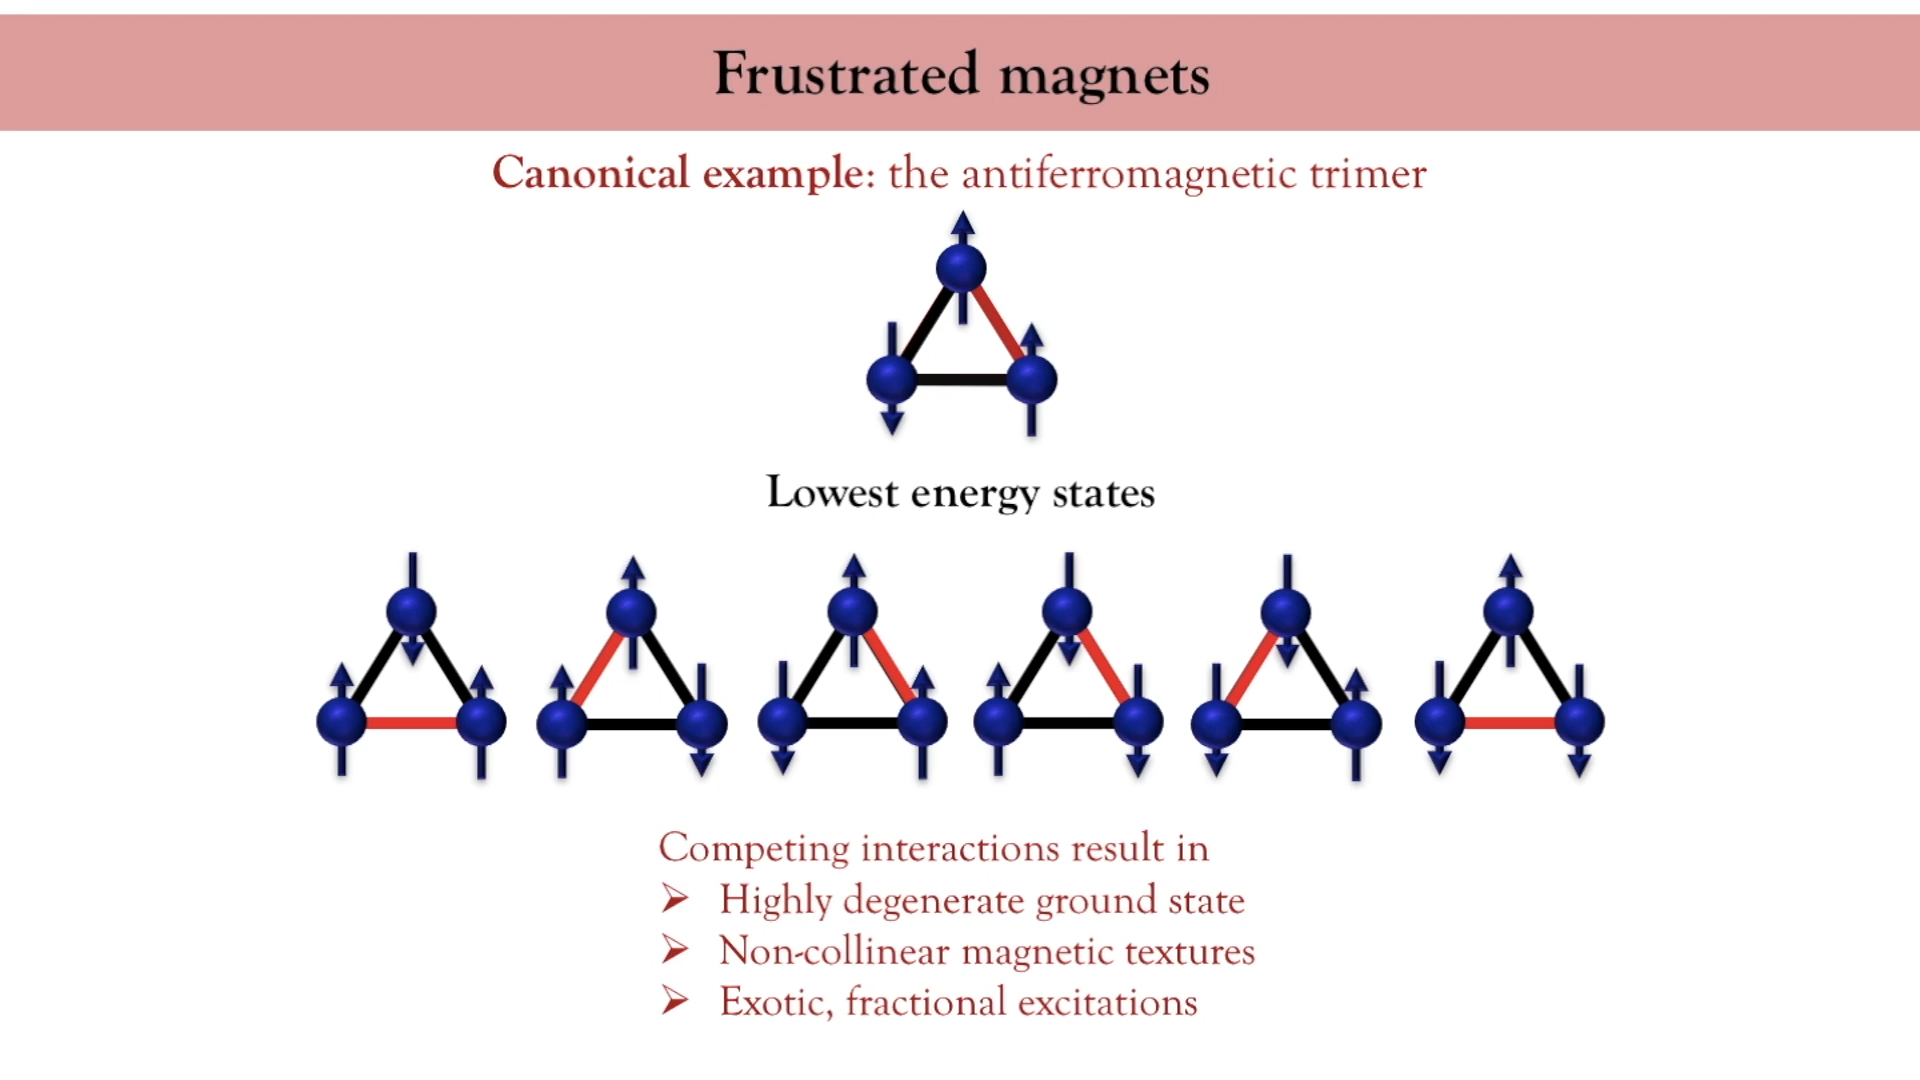 Frustrated magnets
Canonical example: the antiferromagnetic trimer
Lowest energy states
Competing interactions result in
➢ Highly degenerate ground state
➢ Non-collinear magnetic textures
➢ Exotic, fractional excitations